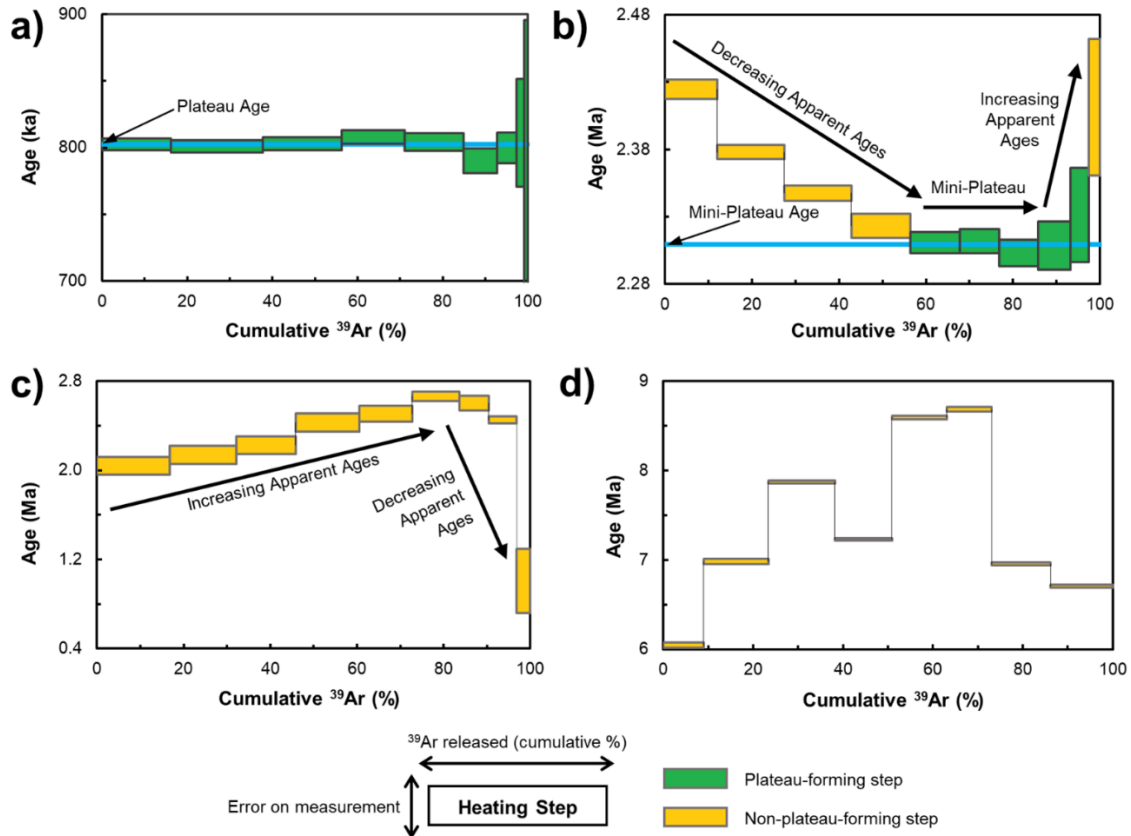 a)
900
800
700
Age (ka)
Plateau Age
0
20
40
60
80
100
Cumulative ³⁹Ar (%)
b)
2.48
2.38
2.28
Age (Ma)
Decreasing Apparent Ages
Increasing
Apparent
Ages
Mini-Plateau
Mini-Plateau Age
0
20
40
60
80
100
Cumulative ³⁹Ar (%)
c)
2.8
2.0
1.2
0.4
Age (Ma)
Increasing Apparent Ages
Decreasing
Apparent
Ages
0
20
40
60
80
100
Cumulative ³⁹Ar (%)
d)
9
8
7
6
Age (Ma)
0
20
40
60
80
100
Cumulative ³⁹Ar (%)
³⁹Ar released (cumulative %)
Error on measurement
Heating Step
Plateau-forming step
Non-plateau-forming step